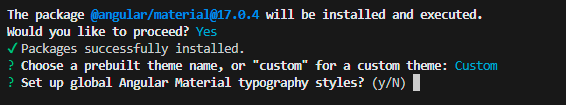 The package @angular/material@17.0.4 will be installed and executed.
Would you like to proceed? Yes
✓ Packages successfully installed.
? Choose a prebuilt theme name, or "custom" for a custom theme: Custom
? Set up global Angular Material typography styles? (y/N)